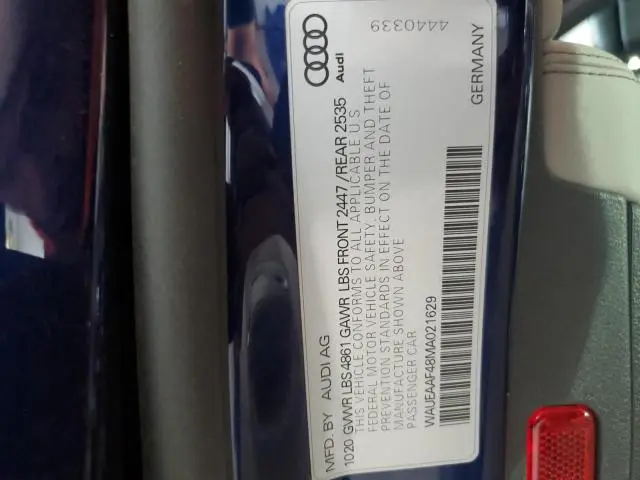 MFD. BY AUDI AG
1020 GVWR LBS 4861 GAWR LBS FRONT 2447 / REAR 2535
THIS VEHICLE CONFORMS TO ALL APPLICABLE U S
FEDERAL MOTOR VEHICLE SAFETY, BUMPER AND THEFT
PREVENTION STANDARDS IN EFFECT ON THE DATE OF
MANUFACTURE SHOWN ABOVE
PASSENGER CAR
WAUEAAF48MA021629
Audi
4440339
GERMANY